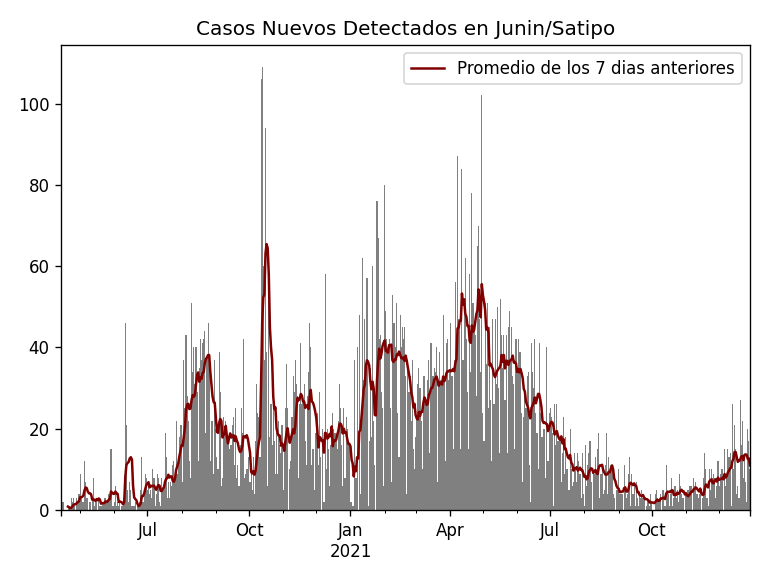 Casos Nuevos Detectados en Junin/Satipo
Promedio de los 7 dias anteriores
100
80
60
40
20
0
Jul
Oct
Jan
Apr
Jul
Oct
2021